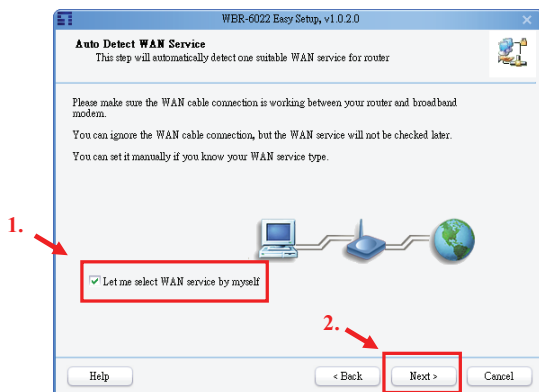 WBR-6022 Easy Setup, v1.0.2.0
Auto Detect WAN Service
This step will automatically detect one suitable WAN service for router
Please make sure the WAN cable connection is working between your router and broadband
modem.
You can ignore the WAN cable connection, but the WAN service will not be checked later.
You can set it manually if you know your WAN service type.
1.
Let me select WAN service by myself
2.
Help
< Back
Next >
Cancel